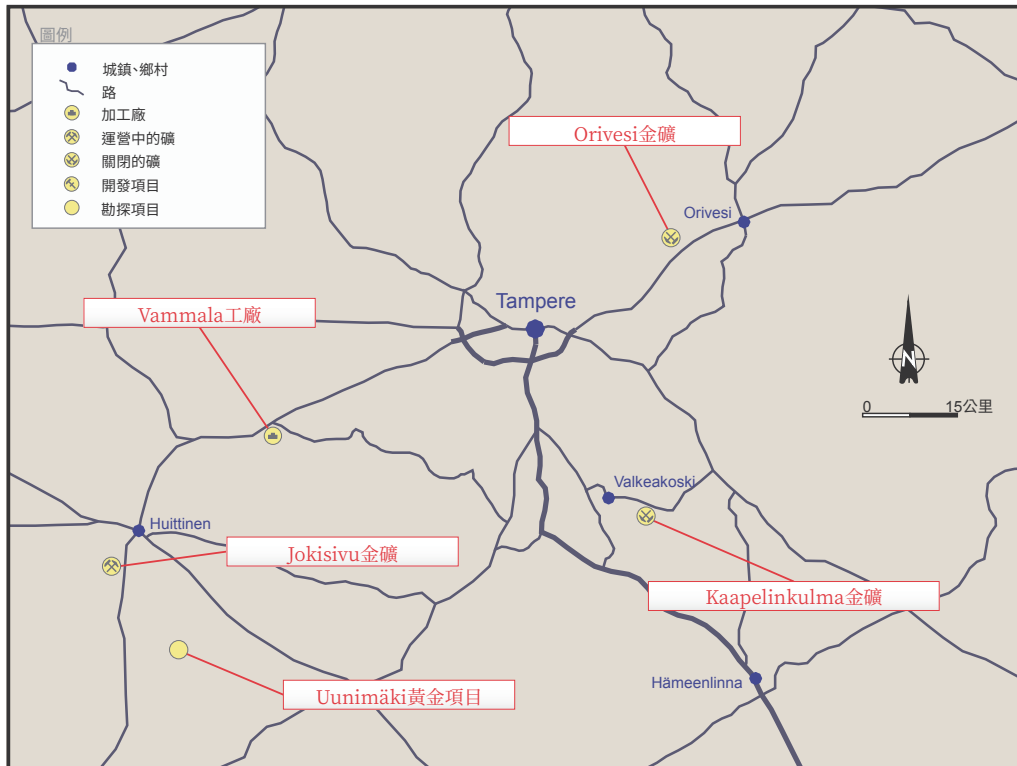 圖例
城鎮、鄉村
路
加工廠
運營中的礦
關閉的礦
開發項目
勘探項目
Orivesi金礦
Orivesi
Tampere
Vammala工廠
N
0 15公里
Valkeakoski
Huittinen
Jokisivu金礦
Kaapelinkulma金礦
Hämeenlinna
Uunimäki黃金項目